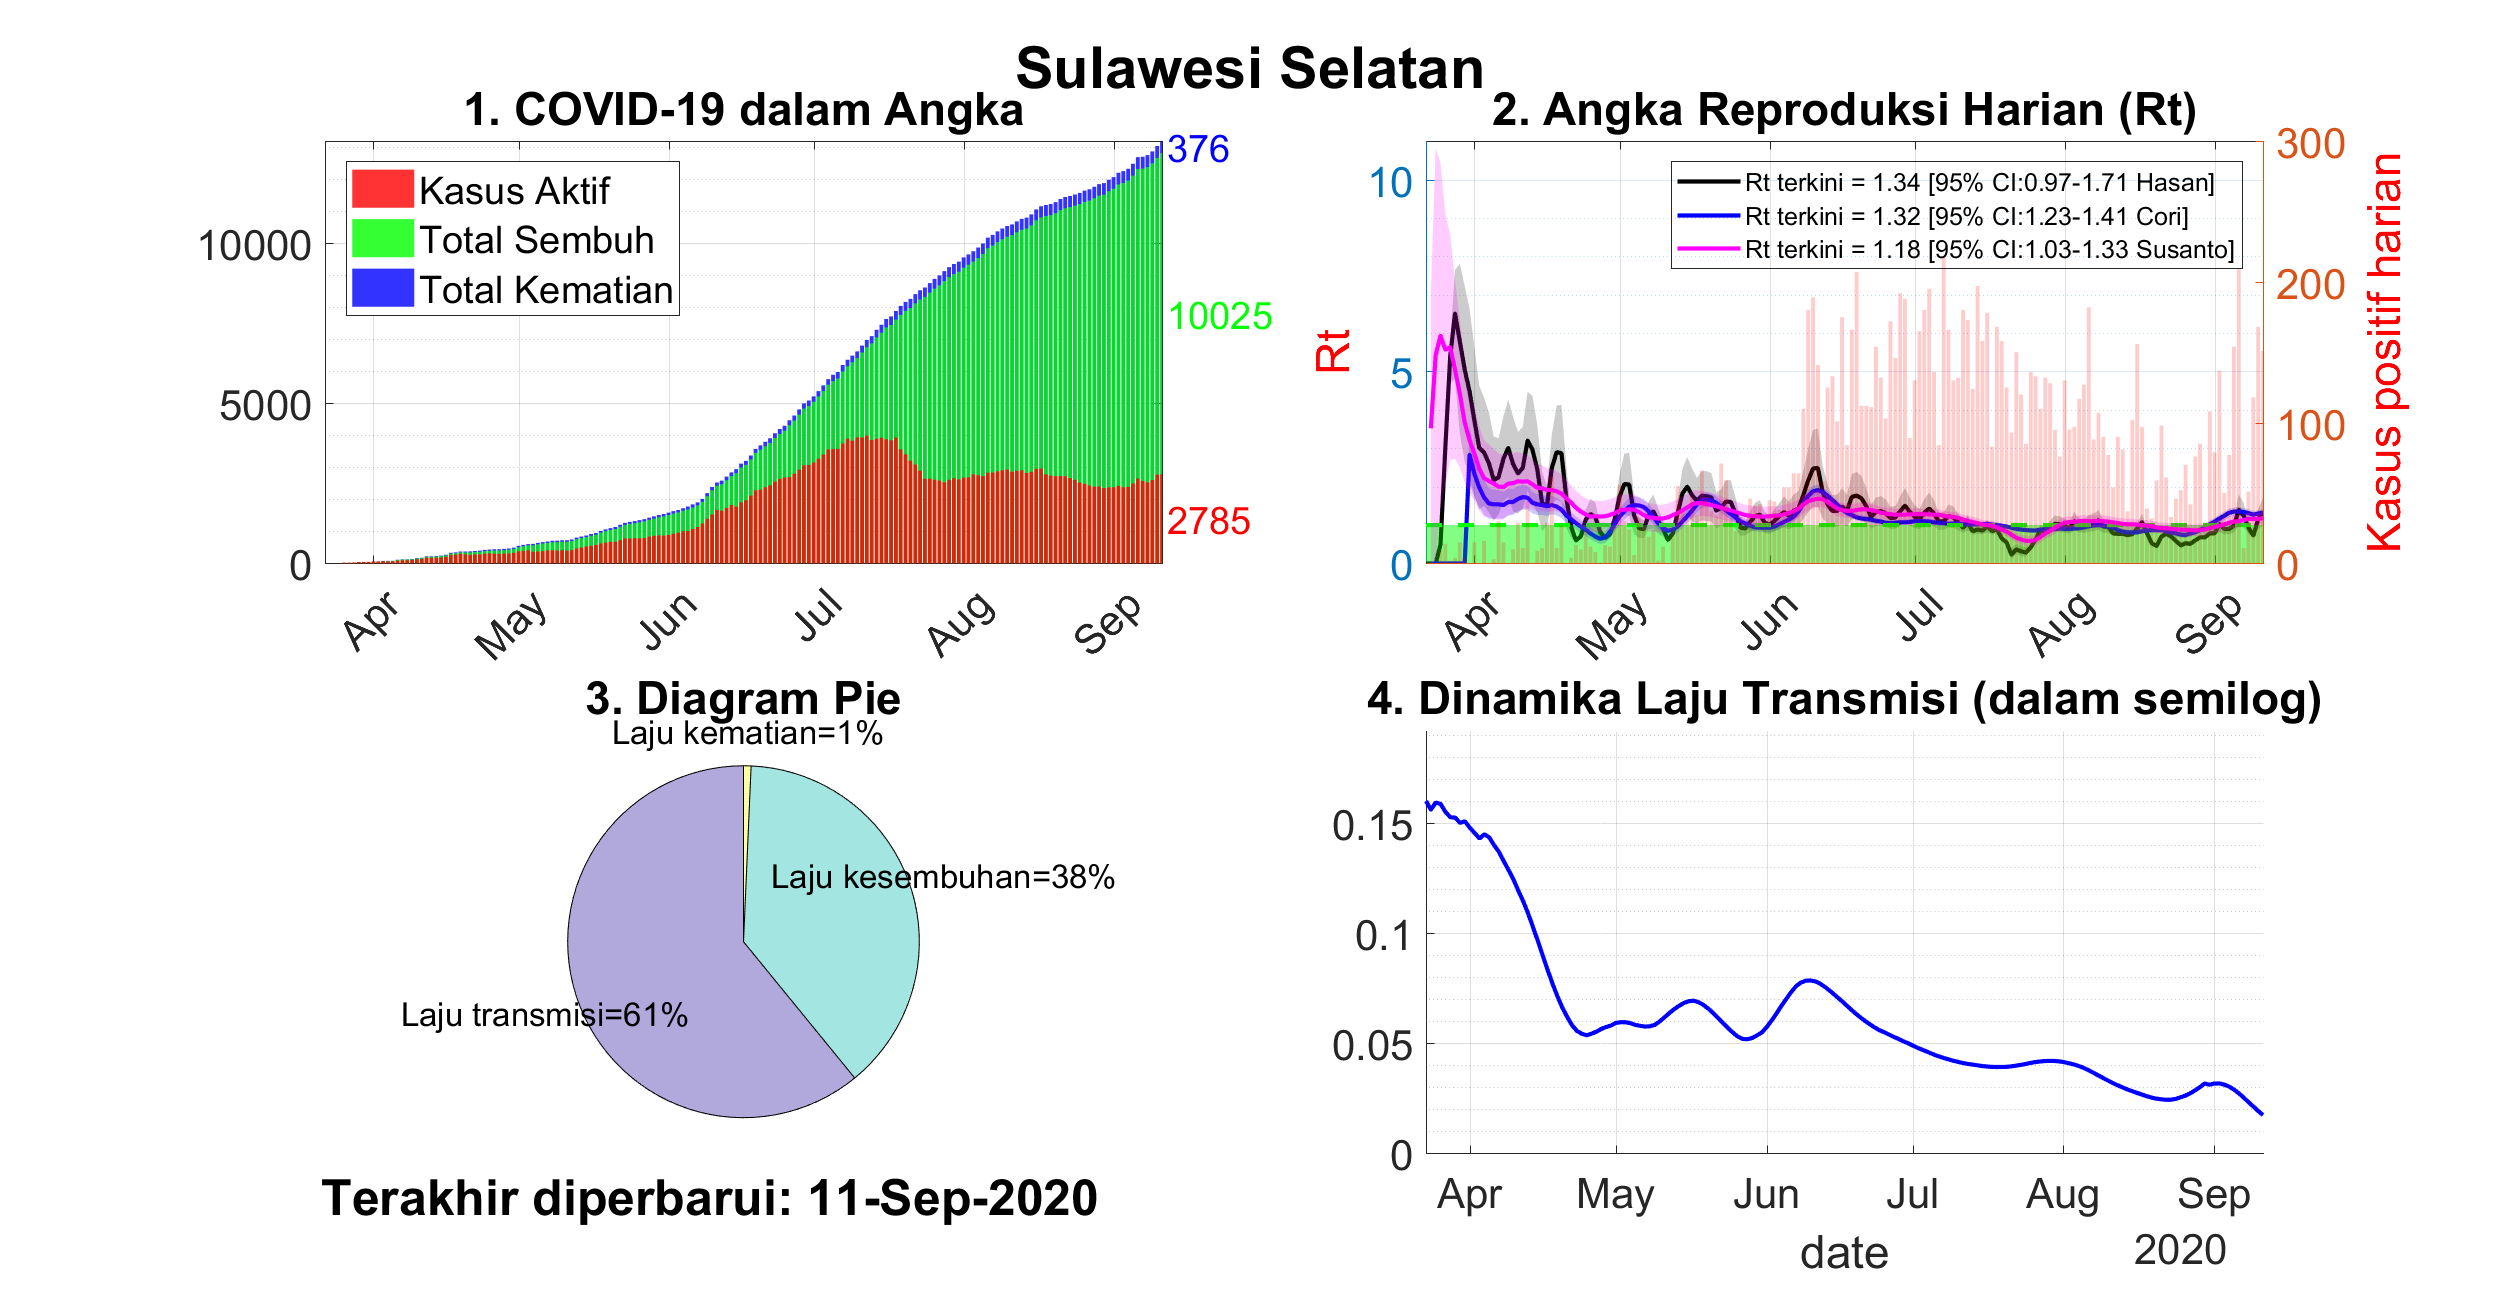 Sulawesi Selatan
1. COVID-19 dalam Angka
376
10025
2785
Kasus Aktif
Total Sembuh
Total Kematian
10000
5000
0
Apr May Jun Jul Aug Sep
2. Angka Reproduksi Harian (Rt)
Rt terkini = 1.34 [95% CI:0.97-1.71 Hasan]
Rt terkini = 1.32 [95% CI:1.23-1.41 Cori]
Rt terkini = 1.18 [95% CI:1.03-1.33 Susanto]
Rt
10
5
0
300
200
100
0
Kasus positif harian
Apr May Jun Jul Aug Sep
3. Diagram Pie
Laju kematian=1%
Laju kesembuhan=38%
Laju transmisi=61%
Terakhir diperbarui: 11-Sep-2020
4. Dinamika Laju Transmisi (dalam semilog)
0.15
0.1
0.05
0
Apr May Jun Jul Aug Sep
date
2020